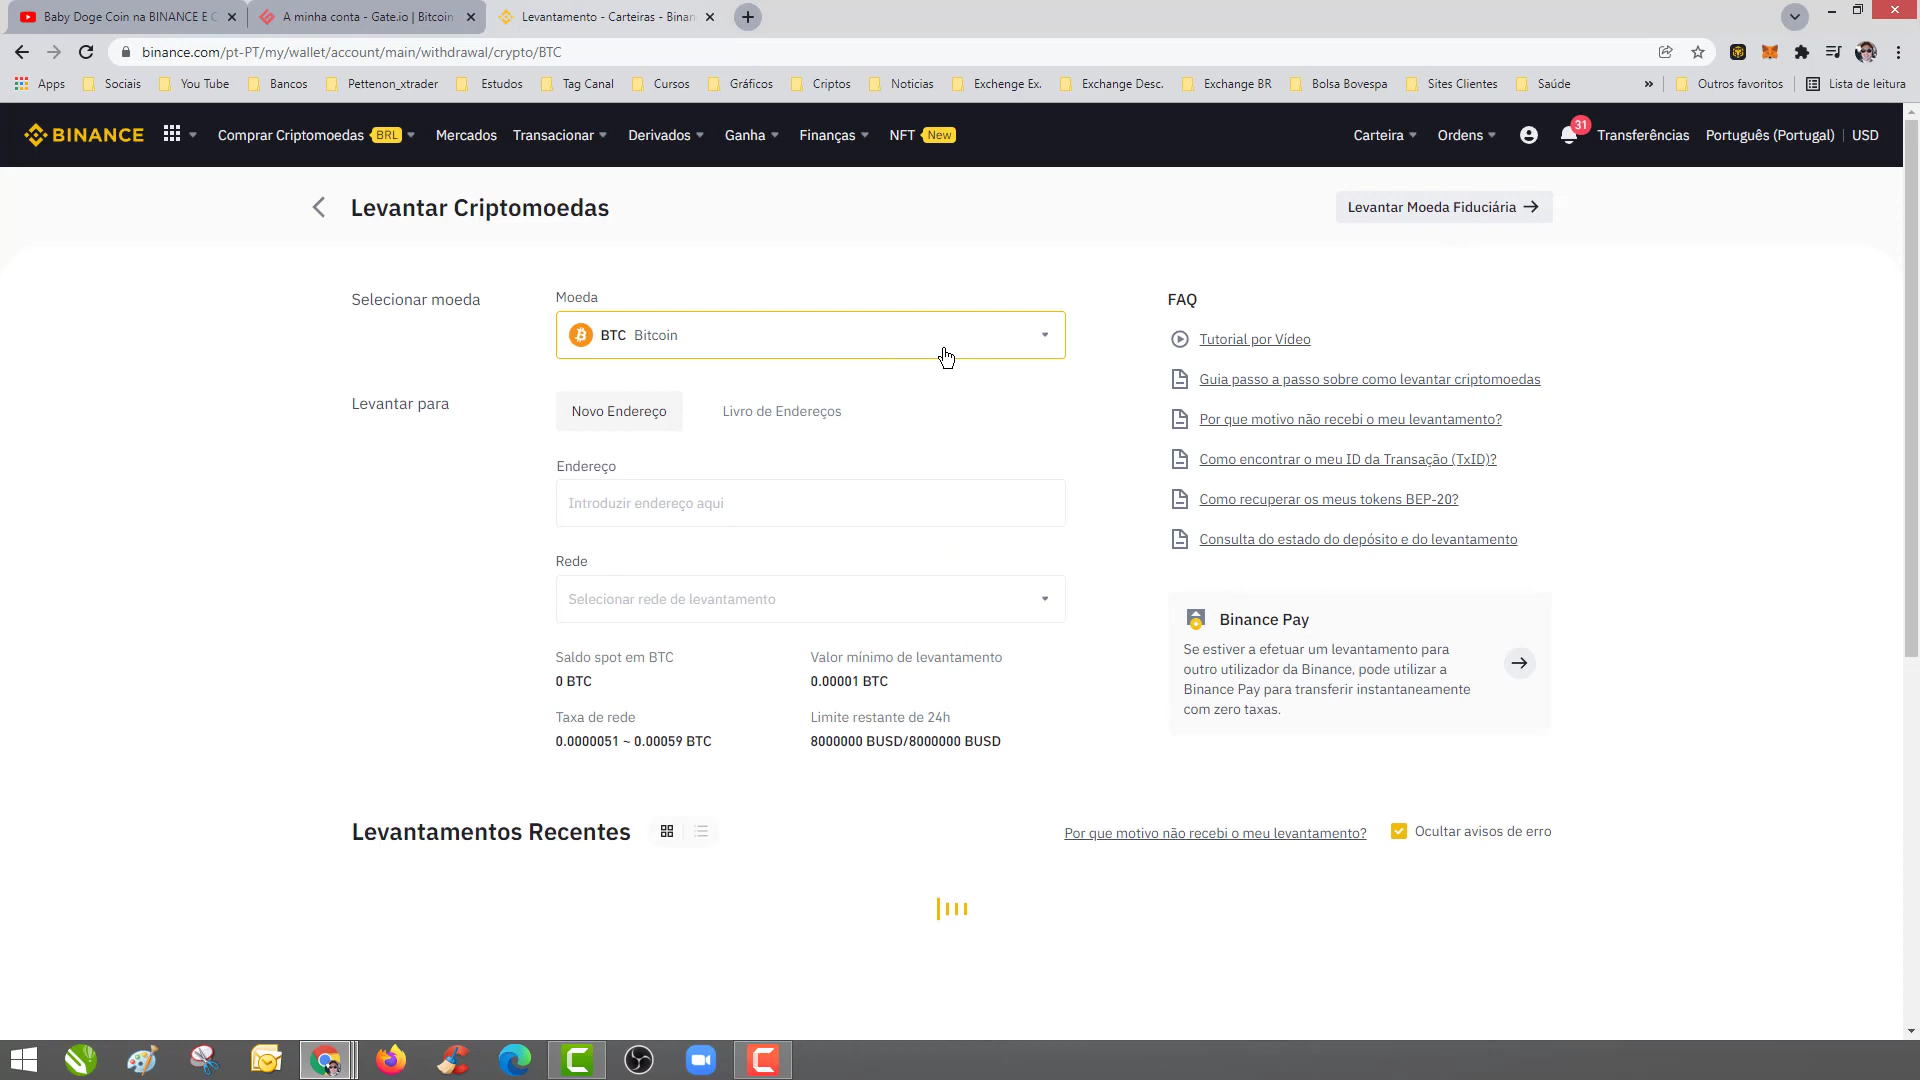 Baby Doge Coin na BINANCE E C
A minha conta - Gate.io | Bitcoin
Levantamento - Carteiras - Binan
binance.com/pt-PT/my/wallet/account/main/withdrawal/crypto/BTC
Apps Sociais You Tube Bancos Pettenon_xtrader Estudos Tag Canal Cursos Gráficos Criptos Noticias Exchenge Ex. Exchange Desc. Exchange BR Bolsa Bovespa Sites Clientes Saúde » Outros favoritos Lista de leitura
BINANCE Comprar Criptomoedas BRL Mercados Transacionar Derivados Ganha Finanças NFT New Carteira Ordens 31 Transferências Português (Portugal) USD
Levantar Criptomoedas
Levantar Moeda Fiduciária →
Selecionar moeda
Moeda
BTC Bitcoin
Levantar para
Novo Endereço Livro de Endereços
Endereço
Introduzir endereço aqui
Rede
Selecionar rede de levantamento
Saldo spot em BTC
0 BTC
Valor mínimo de levantamento
0.00001 BTC
Taxa de rede
0.0000051 ~ 0.00059 BTC
Limite restante de 24h
8000000 BUSD/8000000 BUSD
FAQ
Tutorial por Vídeo
Guia passo a passo sobre como levantar criptomoedas
Por que motivo não recebi o meu levantamento?
Como encontrar o meu ID da Transação (TxID)?
Como recuperar os meus tokens BEP-20?
Consulta do estado do depósito e do levantamento
Binance Pay
Se estiver a efetuar um levantamento para
outro utilizador da Binance, pode utilizar a
Binance Pay para transferir instantaneamente
com zero taxas.
Levantamentos Recentes
Por que motivo não recebi o meu levantamento?
Ocultar avisos de erro